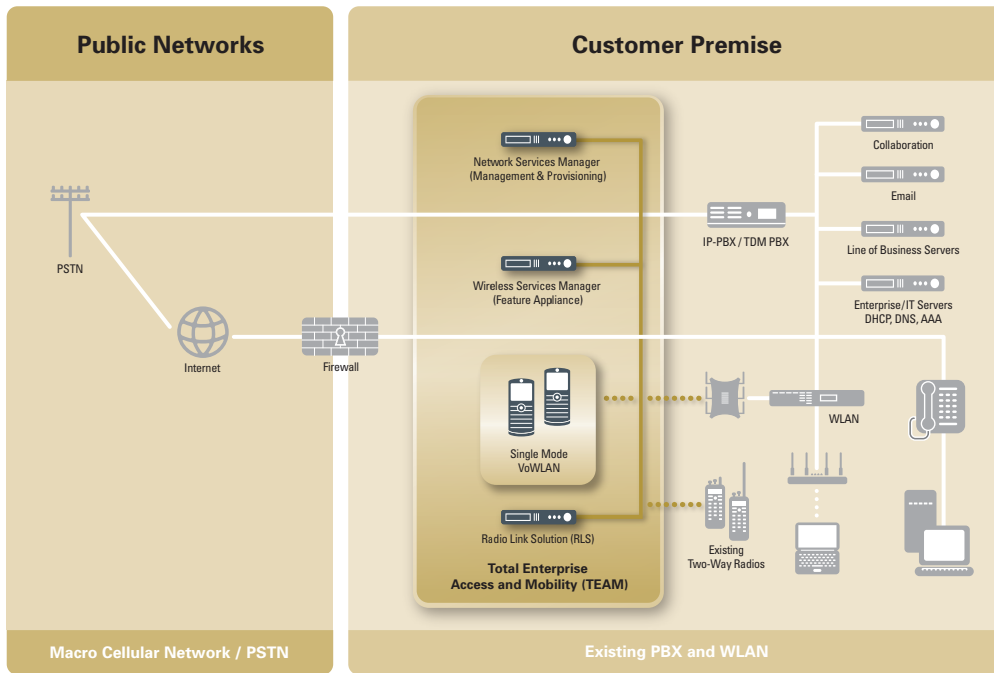 Public Networks
Customer Premise
Network Services Manager
(Management & Provisioning)
Collaboration
Email
PSTN
IP-PBX / TDM PBX
Line of Business Servers
Wireless Services Manager
(Feature Appliance)
Enterprise/IT Servers
DHCP, DNS, AAA
Internet
Firewall
WLAN
Single Mode
VoWLAN
Radio Link Solution (RLS)
Existing
Two-Way Radios
Total Enterprise
Access and Mobility (TEAM)
Macro Cellular Network / PSTN
Existing PBX and WLAN